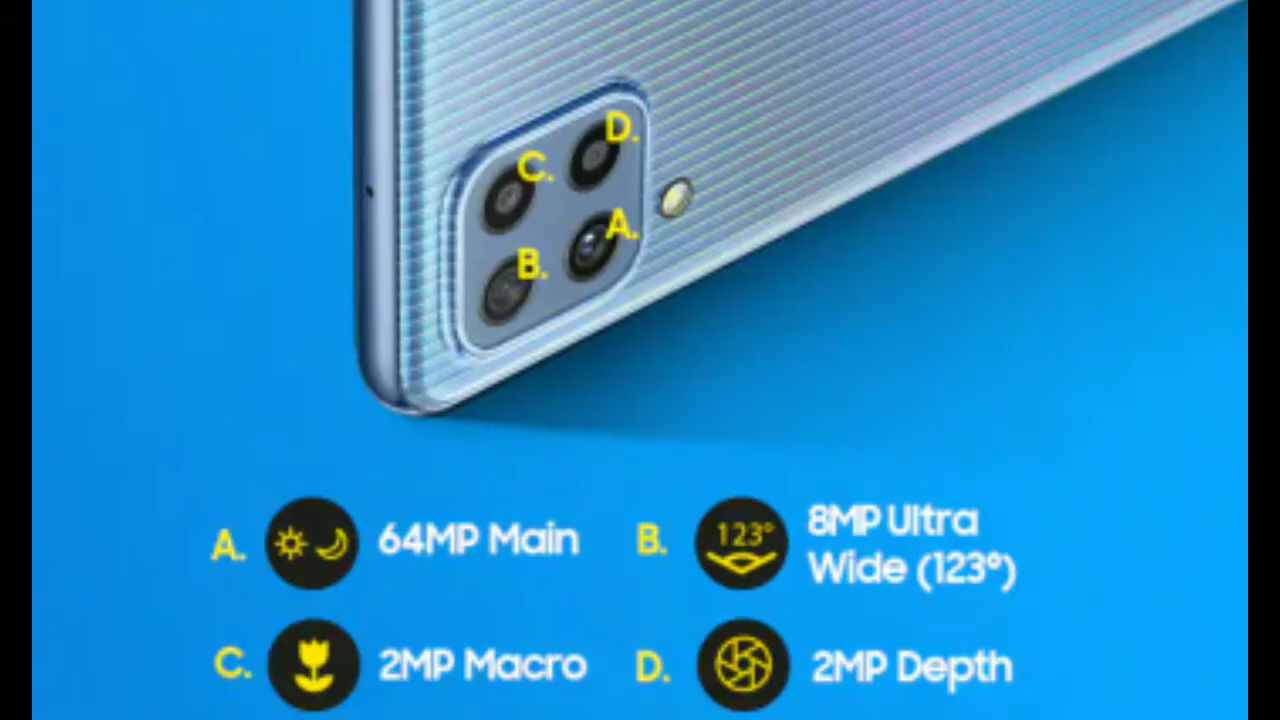 D.
C.
A.
B.
A. 64MP Main
B. 123° 8MP Ultra
Wide (123°)
C. 2MP Macro
D. 2MP Depth